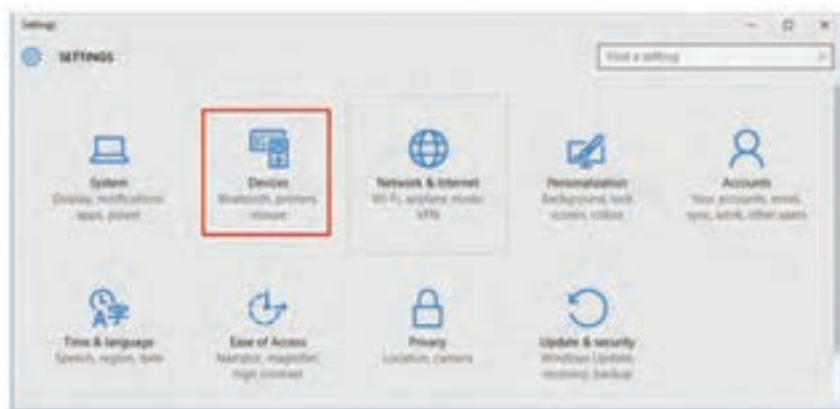 Settings
SETTINGS
Find a setting
System
Display, notifications,
apps, power
Devices
Bluetooth, printers,
mouse
Network & Internet
Wi-Fi, airplane mode,
VPN
Personalization
Background, lock
screen, colors
Accounts
Your accounts, email,
sync, work, other users
Time & language
Speech, region, date
Ease of Access
Narrator, magnifier,
high contrast
Privacy
Location, camera
Update & security
Windows Update,
recovery, backup